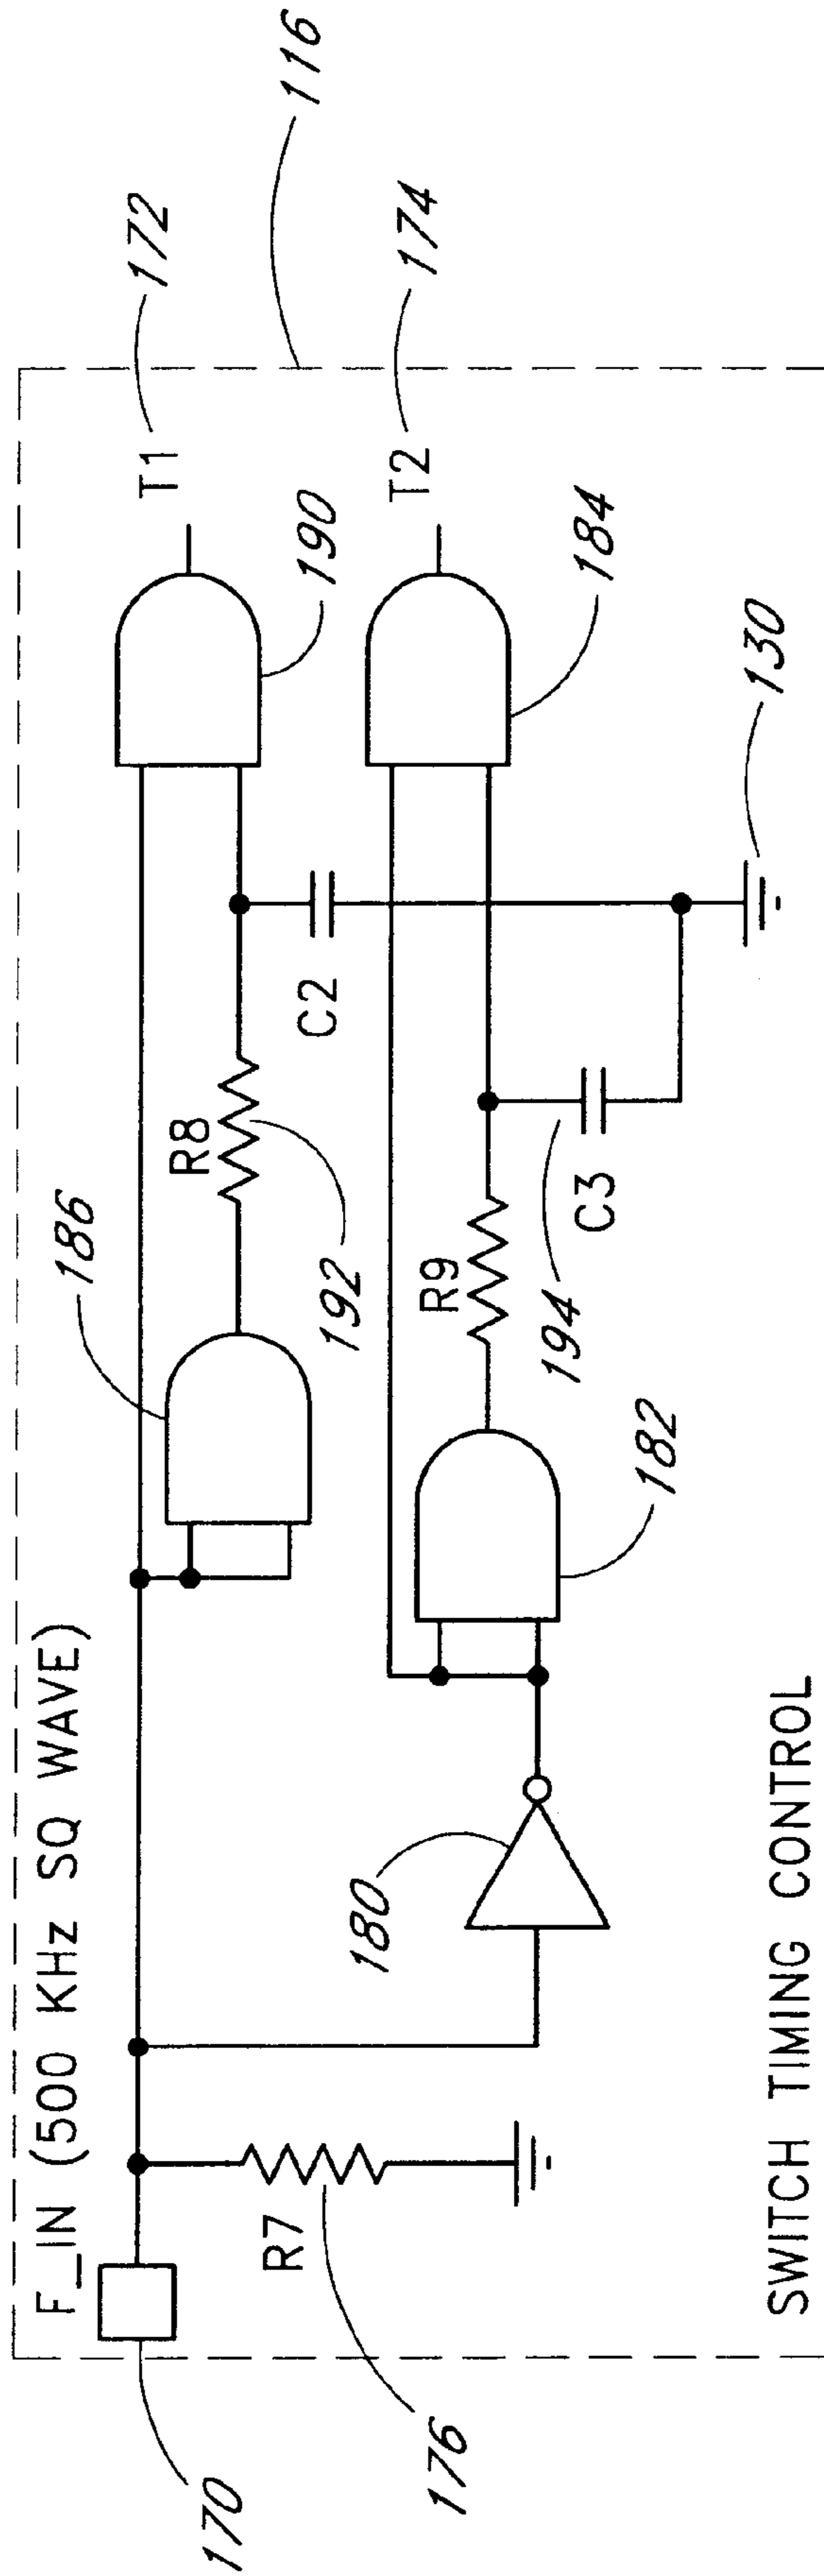 F_IN (500 KHz SQ WAVE)
170
R7
176
180
186
R8
192
C2
190
T1
172
116
182
R9
194
C3
184
T2
174
130
SWITCH TIMING CONTROL